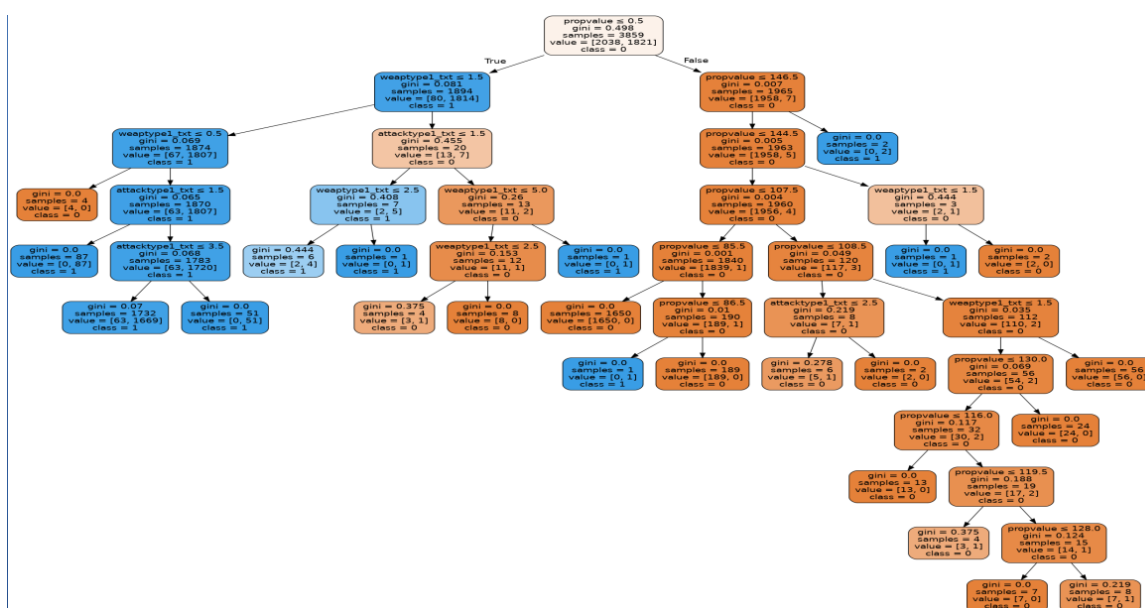 propvalue ≤ 0.5
gini = 0.498
samples = 3859
value = [2038, 1821]
class = 0
True
False
weaptype1_txt ≤ 1.5
gini = 0.081
samples = 1894
value = [80, 1814]
class = 1
propvalue ≤ 146.5
gini = 0.007
samples = 1965
value = [1958, 7]
class = 0
weaptype1_txt ≤ 0.5
gini = 0.069
samples = 1874
value = [67, 1807]
class = 1
attacktype1_txt ≤ 1.5
gini = 0.455
samples = 20
value = [13, 7]
class = 0
propvalue ≤ 144.5
gini = 0.005
samples = 1963
value = [1958, 5]
class = 0
gini = 0.0
samples = 2
value = [0, 2]
class = 1
gini = 0.0
samples = 4
value = [4, 0]
class = 0
attacktype1_txt ≤ 1.5
gini = 0.065
samples = 1870
value = [63, 1807]
class = 1
weaptype1_txt ≤ 2.5
gini = 0.408
samples = 7
value = [2, 5]
class = 1
weaptype1_txt ≤ 5.0
gini = 0.26
samples = 13
value = [11, 2]
class = 0
propvalue ≤ 107.5
gini = 0.004
samples = 1960
value = [1956, 4]
class = 0
weaptype1_txt ≤ 1.5
gini = 0.444
samples = 3
value = [2, 1]
class = 0
gini = 0.0
samples = 87
value = [0, 87]
class = 1
attacktype1_txt ≤ 3.5
gini = 0.068
samples = 1783
value = [63, 1720]
class = 1
gini = 0.444
samples = 6
value = [2, 4]
class = 1
gini = 0.0
samples = 1
value = [0, 1]
class = 1
weaptype1_txt ≤ 2.5
gini = 0.153
samples = 12
value = [11, 1]
class = 0
gini = 0.0
samples = 1
value = [0, 1]
class = 1
propvalue ≤ 85.5
gini = 0.001
samples = 1840
value = [1839, 1]
class = 0
propvalue ≤ 108.5
gini = 0.049
samples = 120
value = [117, 3]
class = 0
gini = 0.0
samples = 1
value = [0, 1]
class = 1
gini = 0.0
samples = 2
value = [2, 0]
class = 0
gini = 0.07
samples = 1732
value = [63, 1669]
class = 1
gini = 0.0
samples = 51
value = [0, 51]
class = 1
gini = 0.375
samples = 4
value = [3, 1]
class = 0
gini = 0.0
samples = 8
value = [8, 0]
class = 0
gini = 0.0
samples = 1650
value = [1650, 0]
class = 0
propvalue ≤ 86.5
gini = 0.01
samples = 190
value = [189, 1]
class = 0
attacktype1_txt ≤ 2.5
gini = 0.219
samples = 8
value = [7, 1]
class = 0
weaptype1_txt ≤ 1.5
gini = 0.035
samples = 112
value = [110, 2]
class = 0
gini = 0.0
samples = 1
value = [0, 1]
class = 1
gini = 0.0
samples = 189
value = [189, 0]
class = 0
gini = 0.278
samples = 6
value = [5, 1]
class = 0
gini = 0.0
samples = 2
value = [2, 0]
class = 0
propvalue ≤ 130.0
gini = 0.069
samples = 56
value = [54, 2]
class = 0
gini = 0.0
samples = 56
value = [56, 0]
class = 0
propvalue ≤ 116.0
gini = 0.117
samples = 32
value = [30, 2]
class = 0
gini = 0.0
samples = 24
value = [24, 0]
class = 0
gini = 0.0
samples = 13
value = [13, 0]
class = 0
propvalue ≤ 119.5
gini = 0.188
samples = 19
value = [17, 2]
class = 0
gini = 0.375
samples = 4
value = [3, 1]
class = 0
propvalue ≤ 128.0
gini = 0.124
samples = 15
value = [14, 1]
class = 0
gini = 0.0
samples = 7
value = [7, 0]
class = 0
gini = 0.219
samples = 8
value = [7, 1]
class = 0